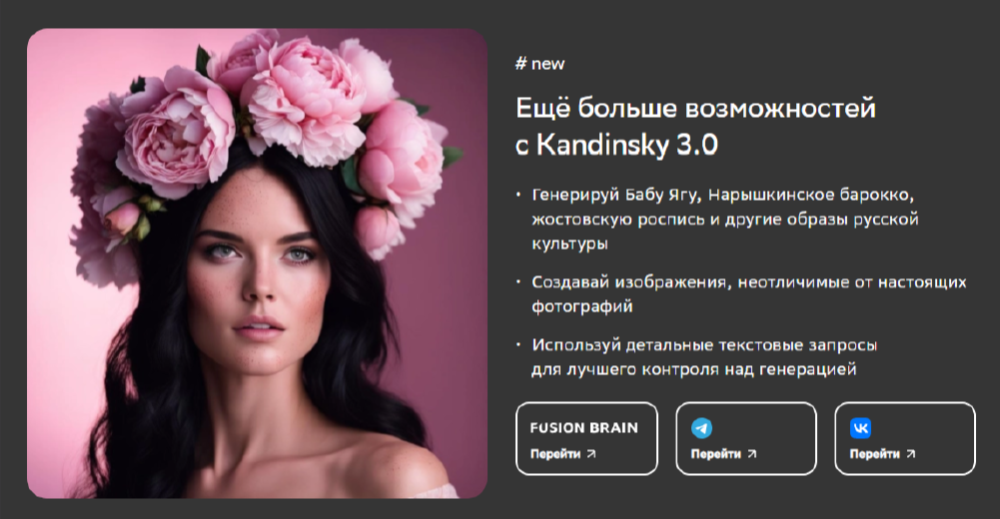 # new
Ещё больше возможностей
с Kandinsky 3.0
• Генерируй Бабу Ягу, Нарышкинское барокко,
жостовскую роспись и другие образы русской
культуры
• Создавай изображения, неотличимые от настоящих
фотографий
• Используй детальные текстовые запросы
для лучшего контроля над генерацией
FUSION BRAIN
Перейти ↗
Перейти ↗
Перейти ↗